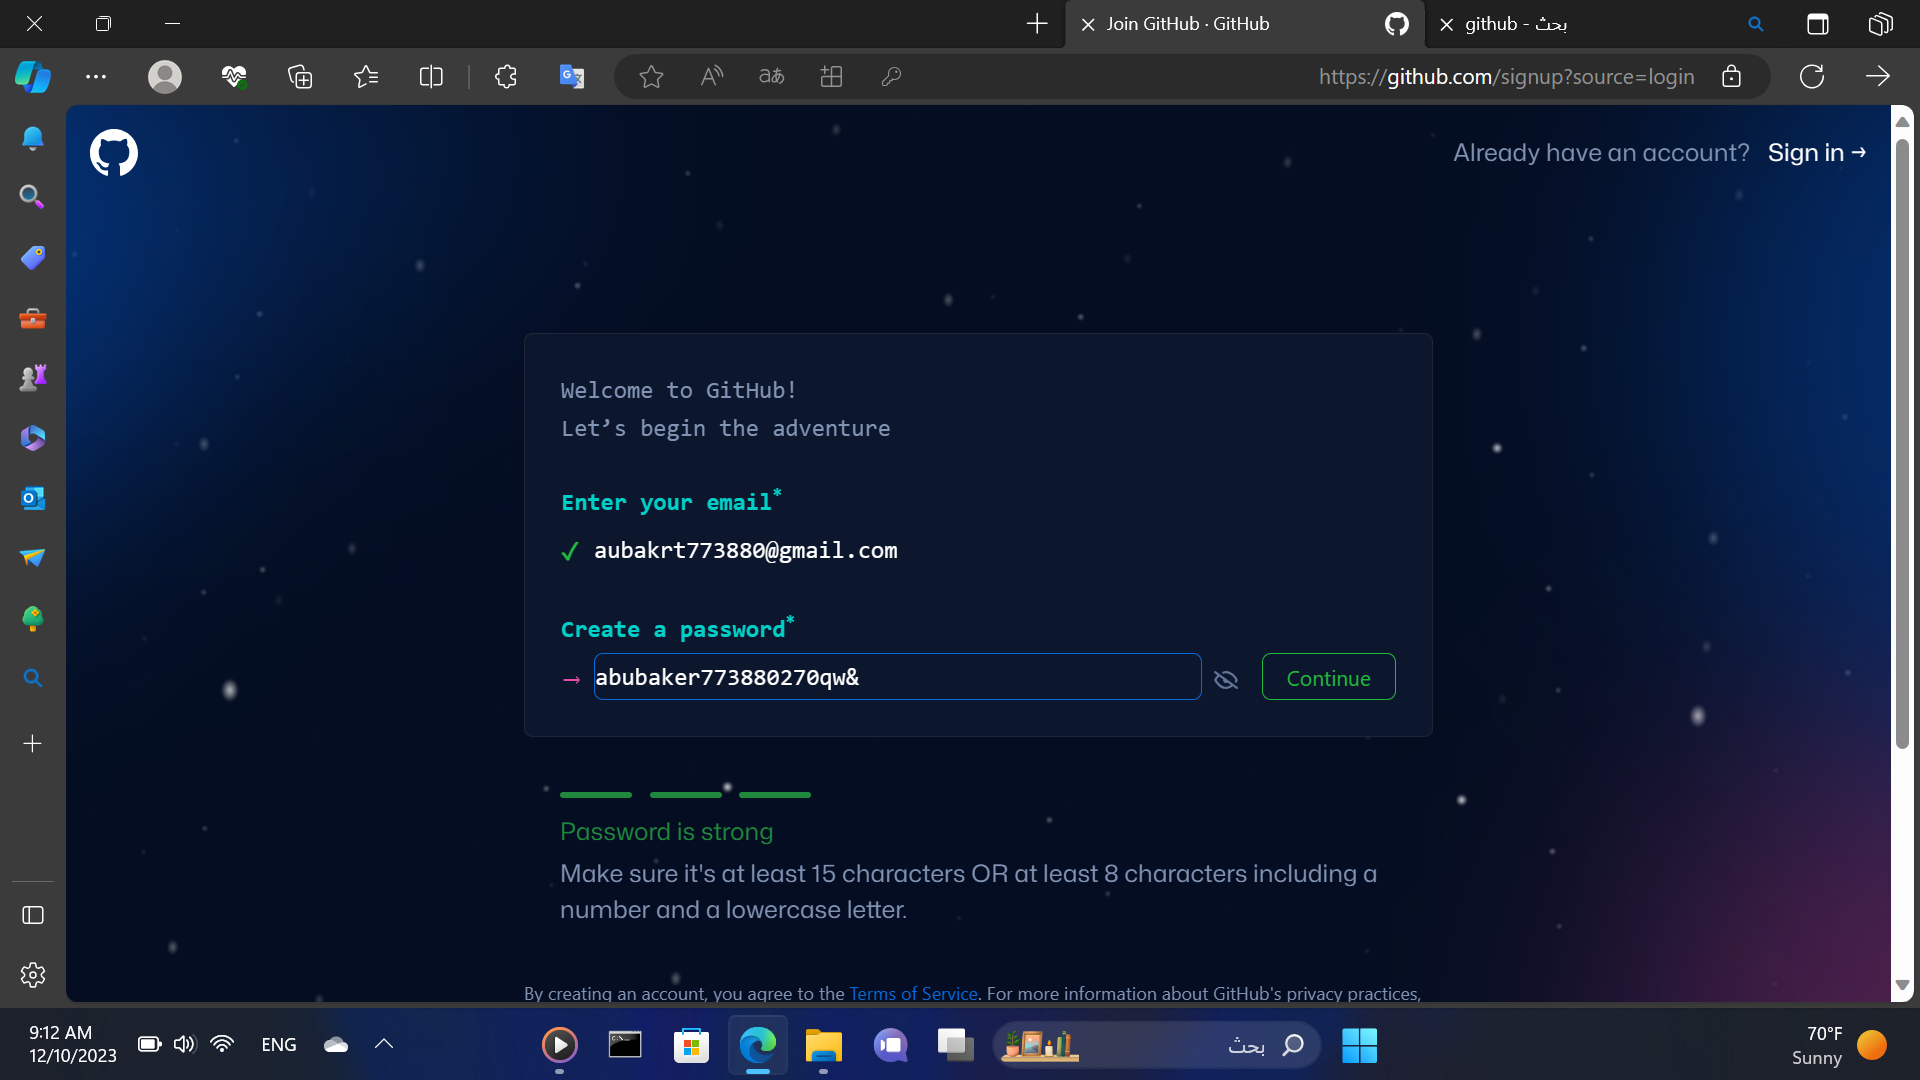 Join GitHub · GitHub
github - بحث
https://github.com/signup?source=login
Already have an account? Sign in →
Welcome to GitHub!
Let’s begin the adventure
Enter your email*
✓ aubakrt773880@gmail.com
Create a password*
→ abubaker773880270qw&
Continue
Password is strong
Make sure it's at least 15 characters OR at least 8 characters including a
number and a lowercase letter.
By creating an account, you agree to the Terms of Service. For more information about GitHub's privacy practices,
9:12 AM
12/10/2023
ENG
بحث
70°F
Sunny